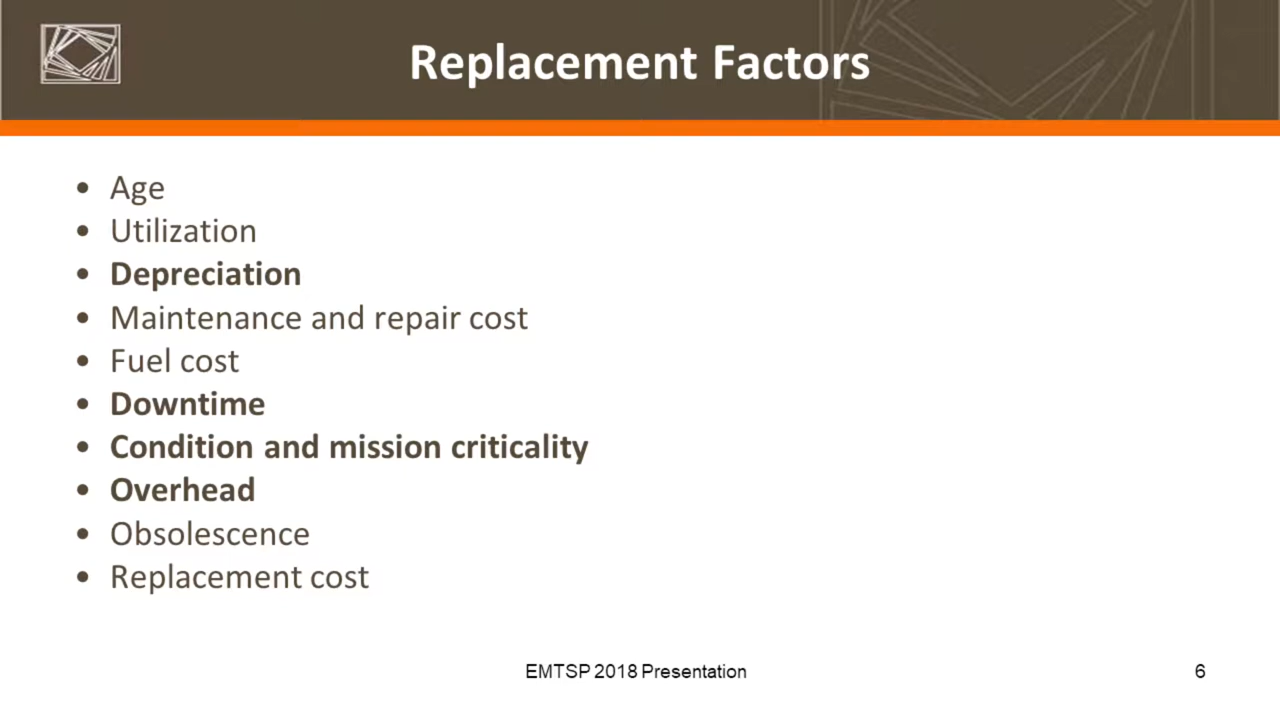 Replacement Factors
• Age
• Utilization
• Depreciation
• Maintenance and repair cost
• Fuel cost
• Downtime
• Condition and mission criticality
• Overhead
• Obsolescence
• Replacement cost
EMTSP 2018 Presentation
6